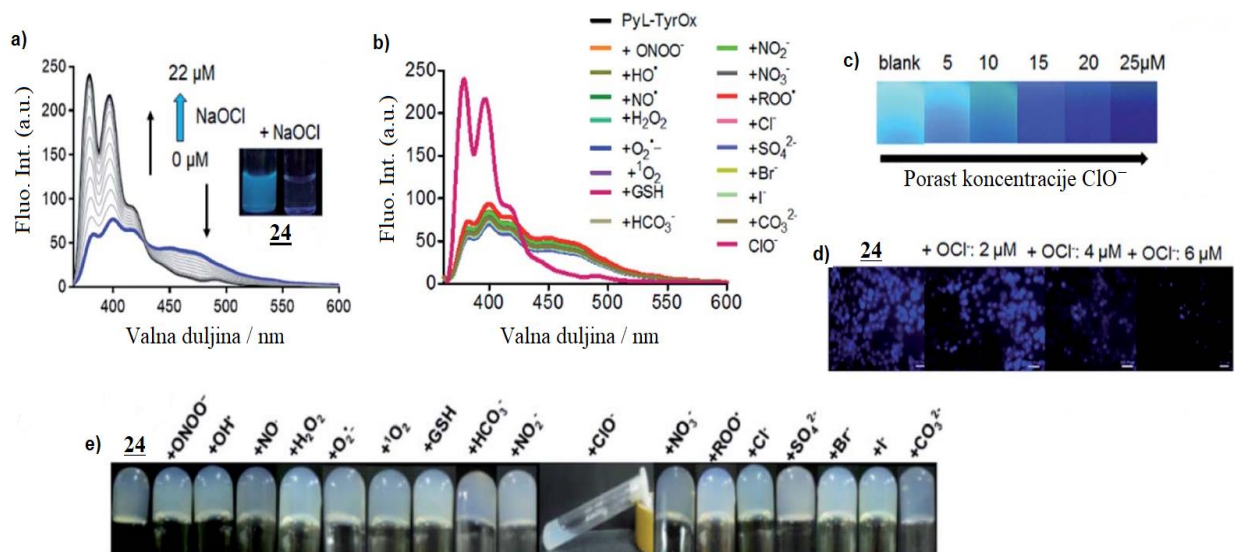 a)
22 µM
NaOCl
0 µM
+ NaOCl
24
Fluo. Int. (a.u.)
250
200
150
100
50
0
400
450
500
550
600
Valna duljina / nm
b)
PyL-TyrOx
+ ONOO⁻
+HO•
+NO•
+H₂O₂
+O₂•−
+¹O₂
+GSH
+HCO₃⁻
+NO₂⁻
+NO₃⁻
+ROO•
+Cl⁻
+SO₄²⁻
+Br⁻
+I⁻
+CO₃²⁻
ClO⁻
Fluo. Int. (a.u.)
250
200
150
100
50
0
400
450
500
550
600
Valna duljina / nm
c)
blank 5 10 15 20 25µM
Porast koncentracije ClO⁻
d)
24 + OCl⁻: 2 µM + OCl⁻: 4 µM + OCl⁻: 6 µM
e)
24 +ONOO⁻ +OH• +NO• +H₂O₂ +O₂•⁻ +¹O₂ +GSH +HCO₃⁻ +NO₂⁻ +ClO⁻ +NO₃⁻ +ROO• +Cl⁻ +SO₄²⁻ +Br⁻ +I⁻ +CO₃²⁻